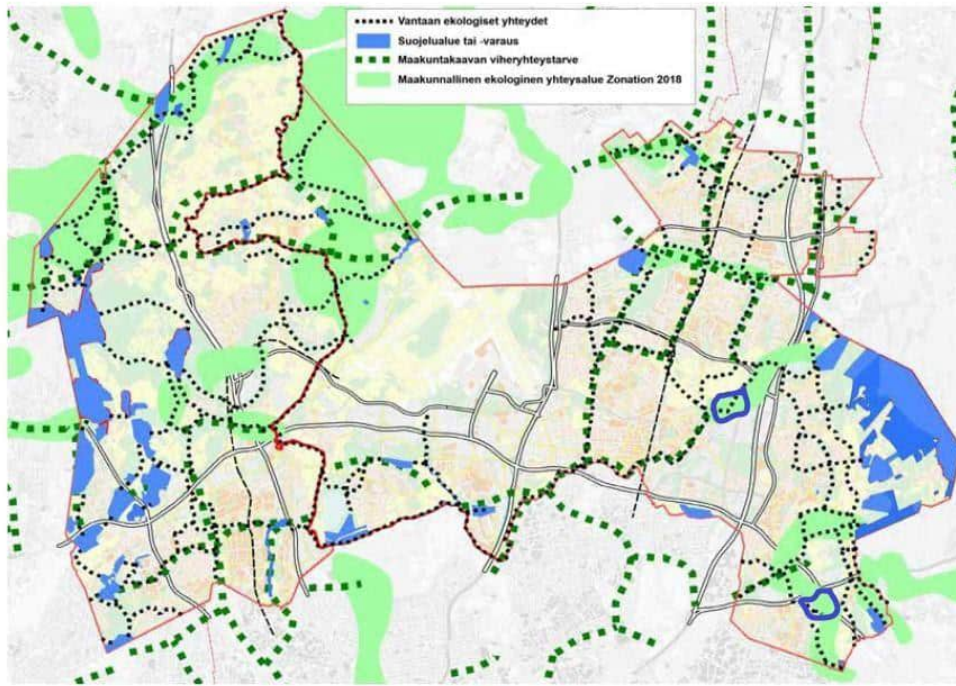 Vantaan ekologiset yhteydet
Suojelualue tai -varaus
Maakuntakaavan viheryhteystarve
Maakunnallinen ekologinen yhteysalue Zonation 2018